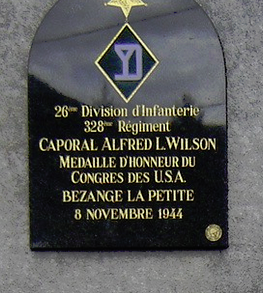 YD
26ème Division d'Infanterie
328ème Régiment
CAPORAL ALFRED L. WILSON
MEDAILLE D'HONNEUR DU
CONGRES DES U.S.A.
BEZANGE LA PETITE
8 NOVEMBRE 1944